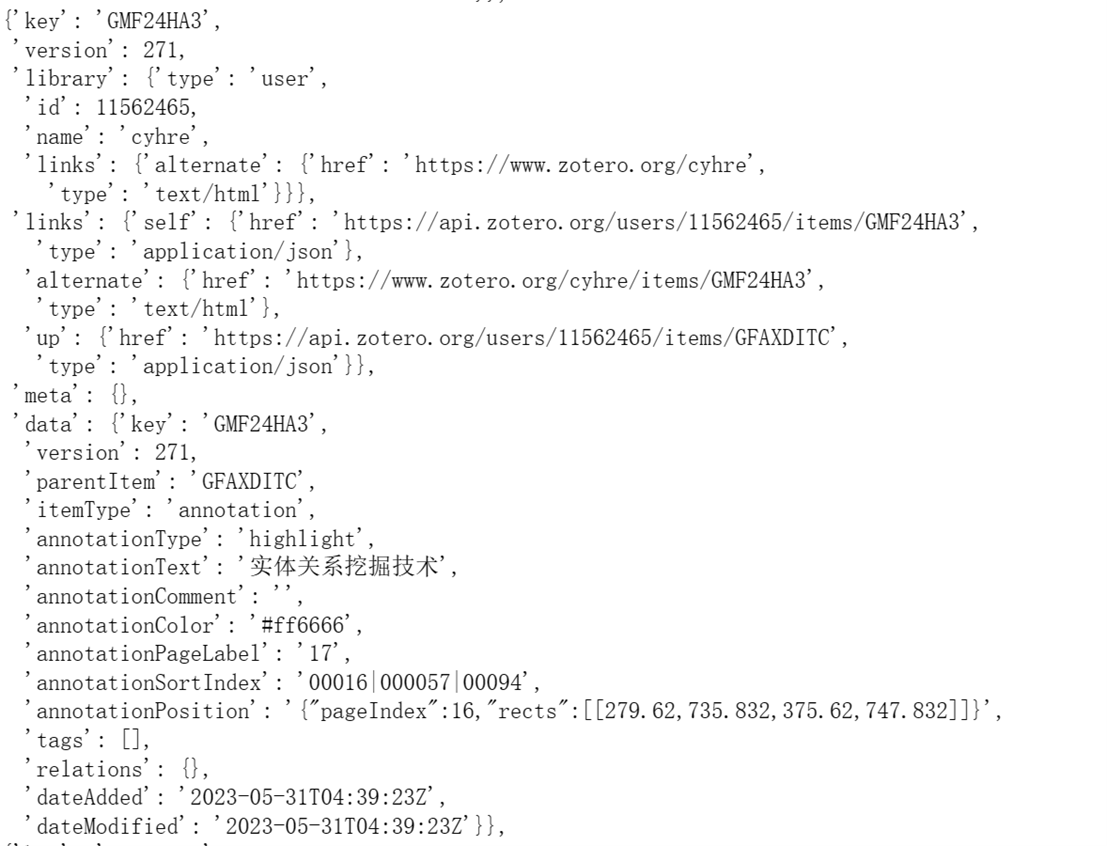 {'key': 'GMF24HA3',
'version': 271,
'library': {'type': 'user',
'id': 11562465,
'name': 'cyhre',
'links': {'alternate': {'href': 'https://www.zotero.org/cyhre',
'type': 'text/html'}}},
'links': {'self': {'href': 'https://api.zotero.org/users/11562465/items/GMF24HA3',
'type': 'application/json'},
'alternate': {'href': 'https://www.zotero.org/cyhre/items/GMF24HA3',
'type': 'text/html'},
'up': {'href': 'https://api.zotero.org/users/11562465/items/GFAXDITC',
'type': 'application/json'}},
'meta': {},
'data': {'key': 'GMF24HA3',
'version': 271,
'parentItem': 'GFAXDITC',
'itemType': 'annotation',
'annotationType': 'highlight',
'annotationText': '实体关系挖掘技术',
'annotationComment': '',
'annotationColor': '#ff6666',
'annotationPageLabel': '17',
'annotationSortIndex': '00016|000057|00094',
'annotationPosition': '{"pageIndex":16,"rects":[[279.62,735.832,375.62,747.832]]}',
'tags': [],
'relations': {},
'dateAdded': '2023-05-31T04:39:23Z',
'dateModified': '2023-05-31T04:39:23Z'}},